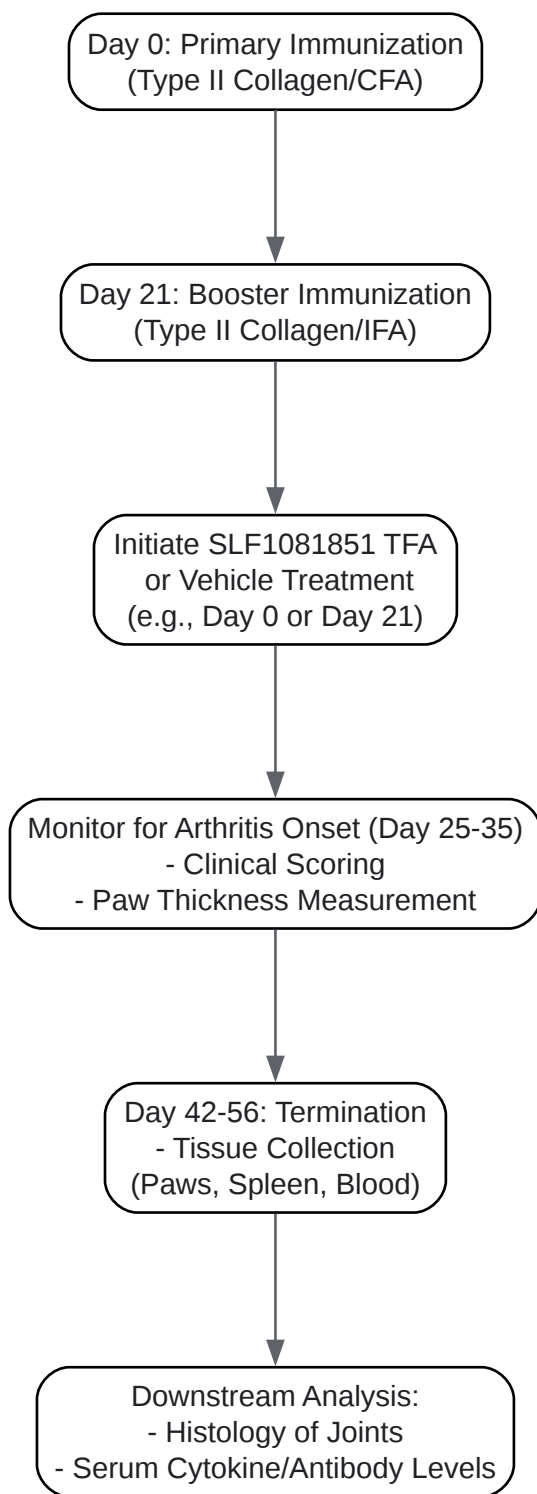 Day 0: Primary Immunization
(Type II Collagen/CFA)
Day 21: Booster Immunization
(Type II Collagen/IFA)
Initiate SLF1081851 TFA
or Vehicle Treatment
(e.g., Day 0 or Day 21)
Monitor for Arthritis Onset (Day 25-35)
- Clinical Scoring
- Paw Thickness Measurement
Day 42-56: Termination
- Tissue Collection
(Paws, Spleen, Blood)
Downstream Analysis:
- Histology of Joints
- Serum Cytokine/Antibody Levels